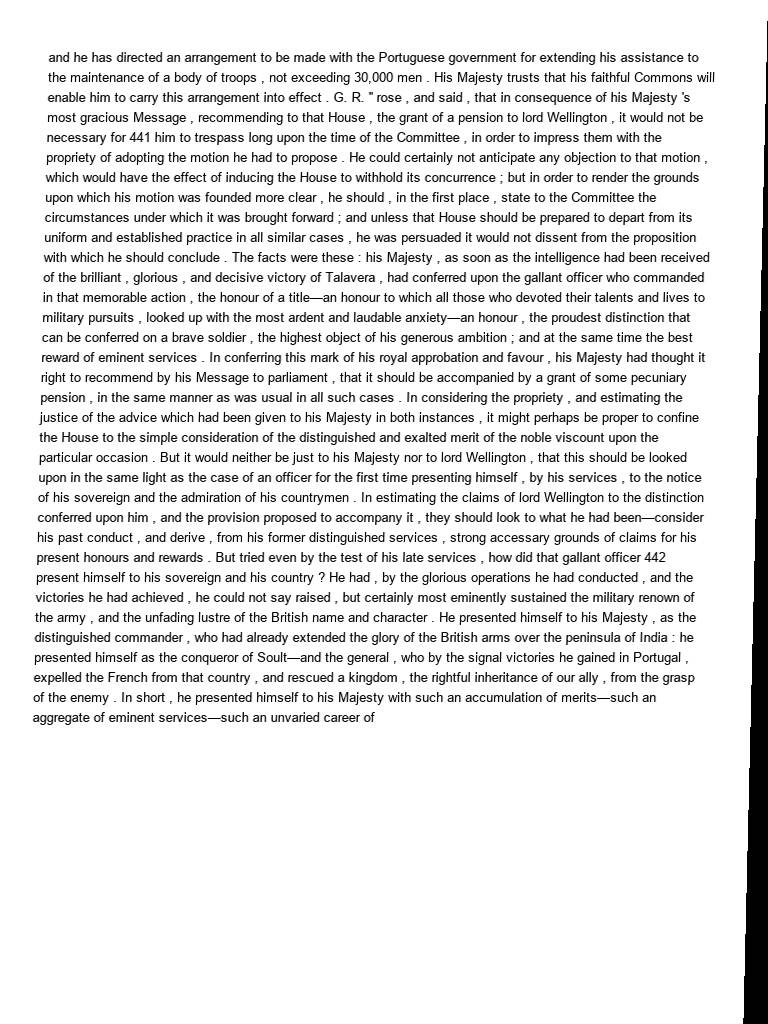 and he has directed an arrangement to be made with the Portuguese government for extending his assistance to
the maintenance of a body of troops , not exceeding 30,000 men . His Majesty trusts that his faithful Commons will
enable him to carry this arrangement into effect . G. R. " rose , and said , that in consequence of his Majesty 's
most gracious Message , recommending to that House , the grant of a pension to lord Wellington , it would not be
necessary for 441 him to trespass long upon the time of the Committee , in order to impress them with the
propriety of adopting the motion he had to propose . He could certainly not anticipate any objection to that motion ,
which would have the effect of inducing the House to withhold its concurrence ; but in order to render the grounds
upon which his motion was founded more clear , he should , in the first place , state to the Committee the
circumstances under which it was brought forward ; and unless that House should be prepared to depart from its
uniform and established practice in all similar cases , he was persuaded it would not dissent from the proposition
with which he should conclude . The facts were these : his Majesty , as soon as the intelligence had been received
of the brilliant , glorious , and decisive victory of Talavera , had conferred upon the gallant officer who commanded
in that memorable action , the honour of a title—an honour to which all those who devoted their talents and lives to
military pursuits , looked up with the most ardent and laudable anxiety—an honour , the proudest distinction that
can be conferred on a brave soldier , the highest object of his generous ambition ; and at the same time the best
reward of eminent services . In conferring this mark of his royal approbation and favour , his Majesty had thought it
right to recommend by his Message to parliament , that it should be accompanied by a grant of some pecuniary
pension , in the same manner as was usual in all such cases . In considering the propriety , and estimating the
justice of the advice which had been given to his Majesty in both instances , it might perhaps be proper to confine
the House to the simple consideration of the distinguished and exalted merit of the noble viscount upon the
particular occasion . But it would neither be just to his Majesty nor to lord Wellington , that this should be looked
upon in the same light as the case of an officer for the first time presenting himself , by his services , to the notice
of his sovereign and the admiration of his countrymen . In estimating the claims of lord Wellington to the distinction
conferred upon him , and the provision proposed to accompany it , they should look to what he had been—consider
his past conduct , and derive , from his former distinguished services , strong accessary grounds of claims for his
present honours and rewards . But tried even by the test of his late services , how did that gallant officer 442
present himself to his sovereign and his country ? He had , by the glorious operations he had conducted , and the
victories he had achieved , he could not say raised , but certainly most eminently sustained the military renown of
the army , and the unfading lustre of the British name and character . He presented himself to his Majesty , as the
distinguished commander , who had already extended the glory of the British arms over the peninsula of India : he
presented himself as the conqueror of Soult—and the general , who by the signal victories he gained in Portugal ,
expelled the French from that country , and rescued a kingdom , the rightful inheritance of our ally , from the grasp
of the enemy . In short , he presented himself to his Majesty with such an accumulation of merits—such an
aggregate of eminent services—such an unvaried career of